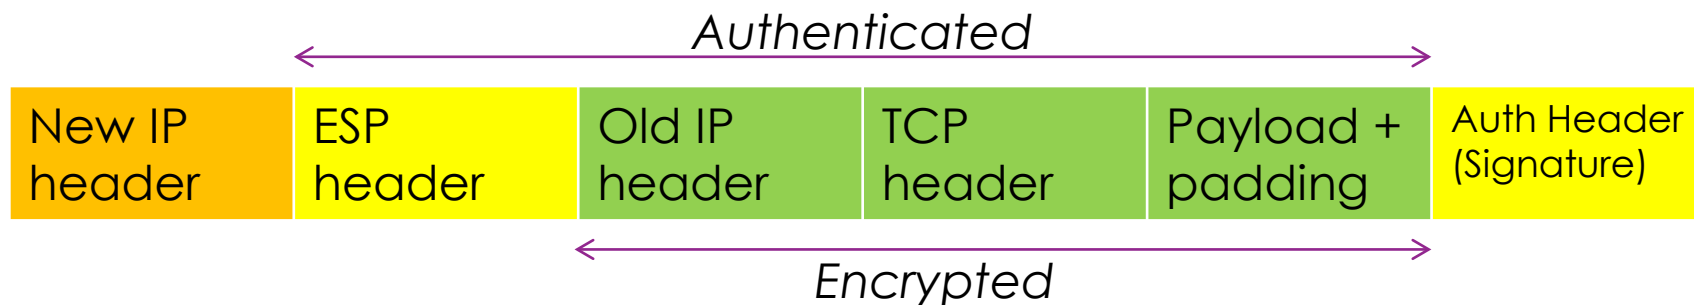 Authenticated
New IP
header
ESP
header
Old IP
header
TCP
header
Payload +
padding
Auth Header
(Signature)
Encrypted